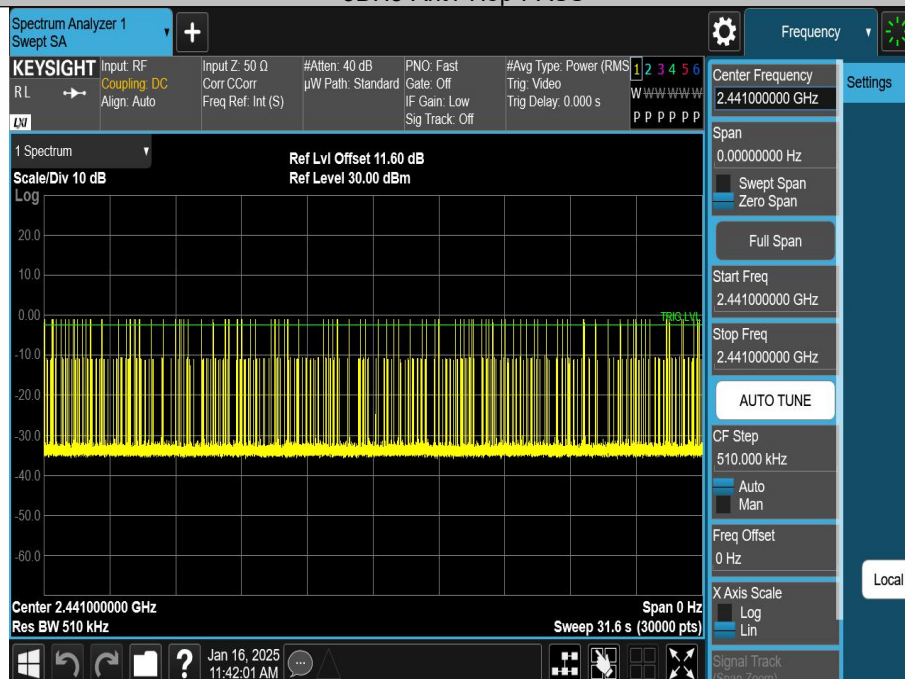 Spectrum Analyzer 1
Swept SA
Frequency
KEYSIGHT
RL
LXI
Input: RF
Coupling: DC
Align: Auto
Input Z: 50 Ω
Corr CCorr
Freq Ref: Int (S)
#Atten: 40 dB
µW Path: Standard
PNO: Fast
Gate: Off
IF Gain: Low
Sig Track: Off
#Avg Type: Power (RMS
Trig: Video
Trig Delay: 0.000 s
1 2 3 4 5 6
W W W W W W
P P P P P P
Center Frequency
2.441000000 GHz
Settings
Span
0.00000000 Hz
Swept Span
Zero Span
Full Span
Start Freq
2.441000000 GHz
Stop Freq
2.441000000 GHz
AUTO TUNE
CF Step
510.000 kHz
Auto
Man
Freq Offset
0 Hz
X Axis Scale
Log
Lin
Signal Track
(Span Zoom)
Local
1 Spectrum
Scale/Div 10 dB
Ref Lvl Offset 11.60 dB
Ref Level 30.00 dBm
Log
20.0
10.0
0.00
TRIG LVL
-10.0
-20.0
-30.0
-40.0
-50.0
-60.0
Center 2.441000000 GHz
Span 0 Hz
Res BW 510 kHz
Sweep 31.6 s (30000 pts)
Jan 16, 2025
11:42:01 AM